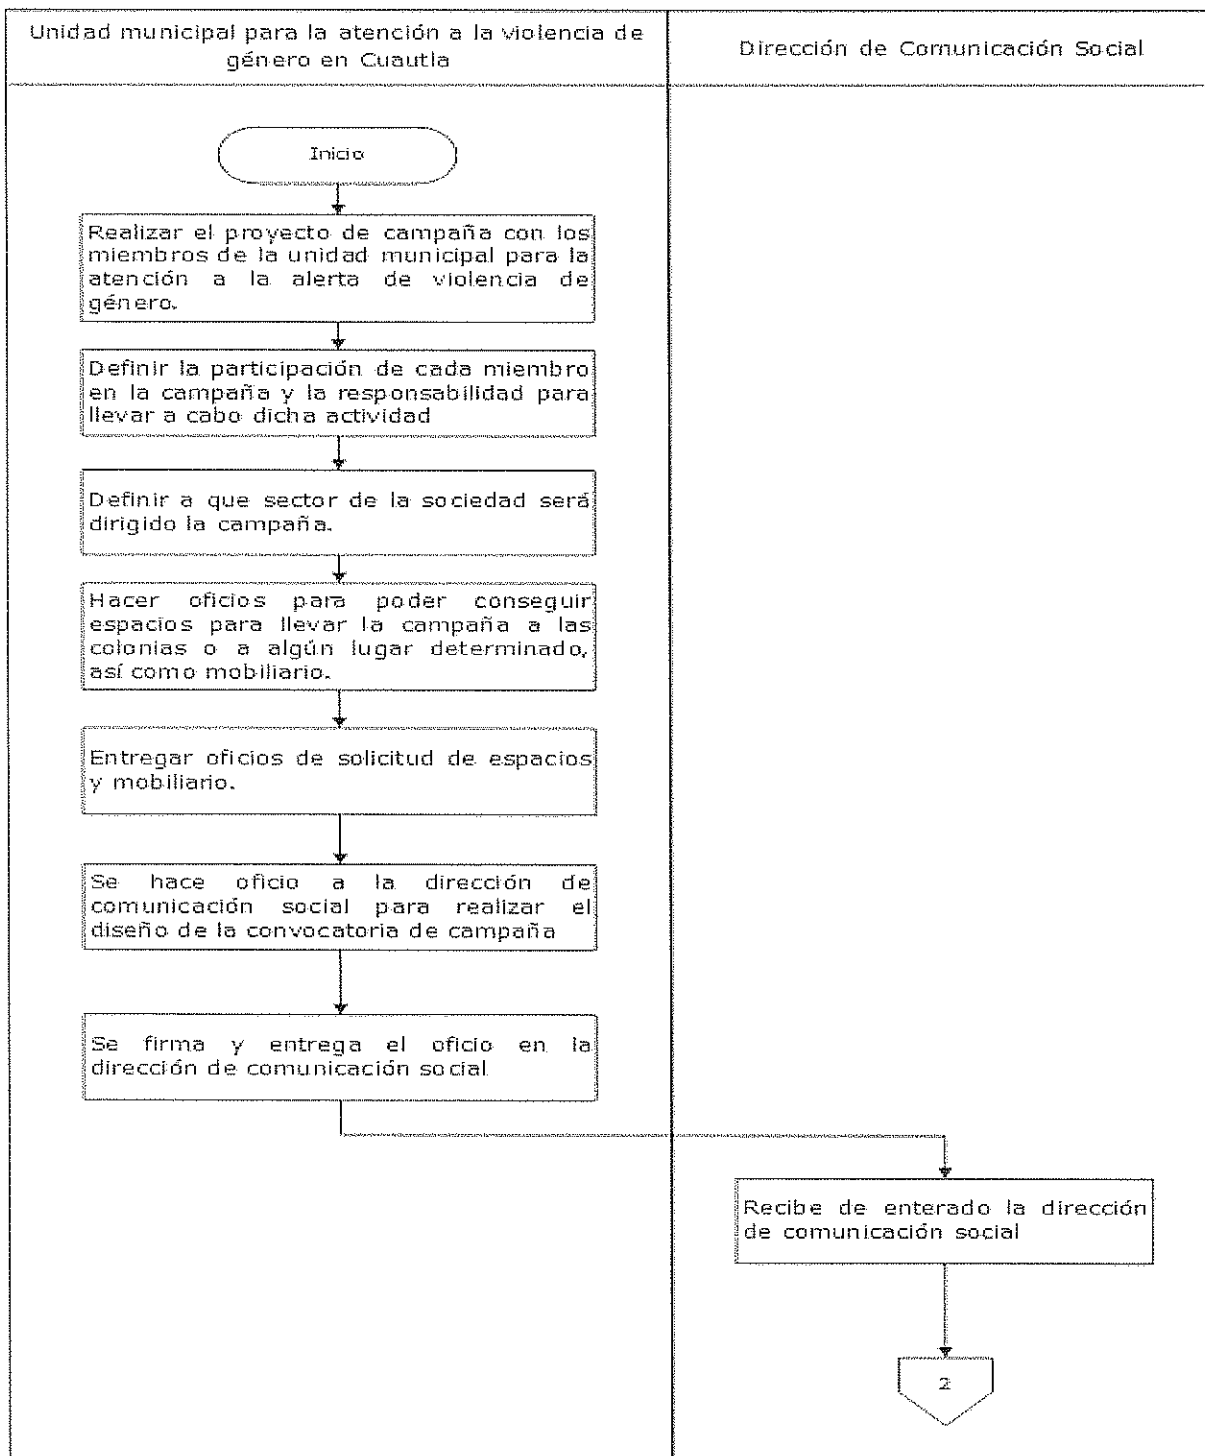 Unidad municipal para la atención a la violencia de
género en Cuautla
Dirección de Comunicación Social
Inicio
Realizar el proyecto de campaña con los
miembros de la unidad municipal para la
atención a la alerta de violencia de
género.
Definir la participación de cada miembro
en la campaña y la responsabilidad para
llevar a cabo dicha actividad
Definir a que sector de la sociedad será
dirigido la campaña.
Hacer oficios para poder conseguir
espacios para llevar la campaña a las
colonias o a algún lugar determinado,
así como mobiliario.
Entregar oficios de solicitud de espacios
y mobiliario.
Se hace oficio a la dirección de
comunicación social para realizar el
diseño de la convocatoria de campaña
Se firma y entrega el oficio en la
dirección de comunicación social
Recibe de enterado la dirección
de comunicación social
2